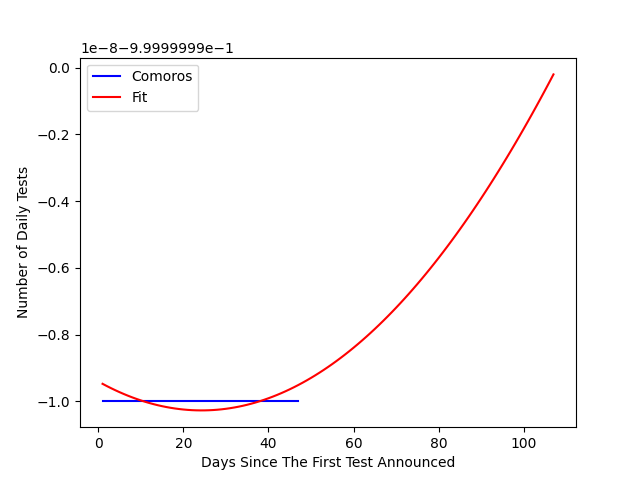 1e−8−9.9999999e−1
Comoros
Fit
0.0
−0.2
−0.4
−0.6
−0.8
−1.0
Number of Daily Tests
0 20 40 60 80 100
Days Since The First Test Announced